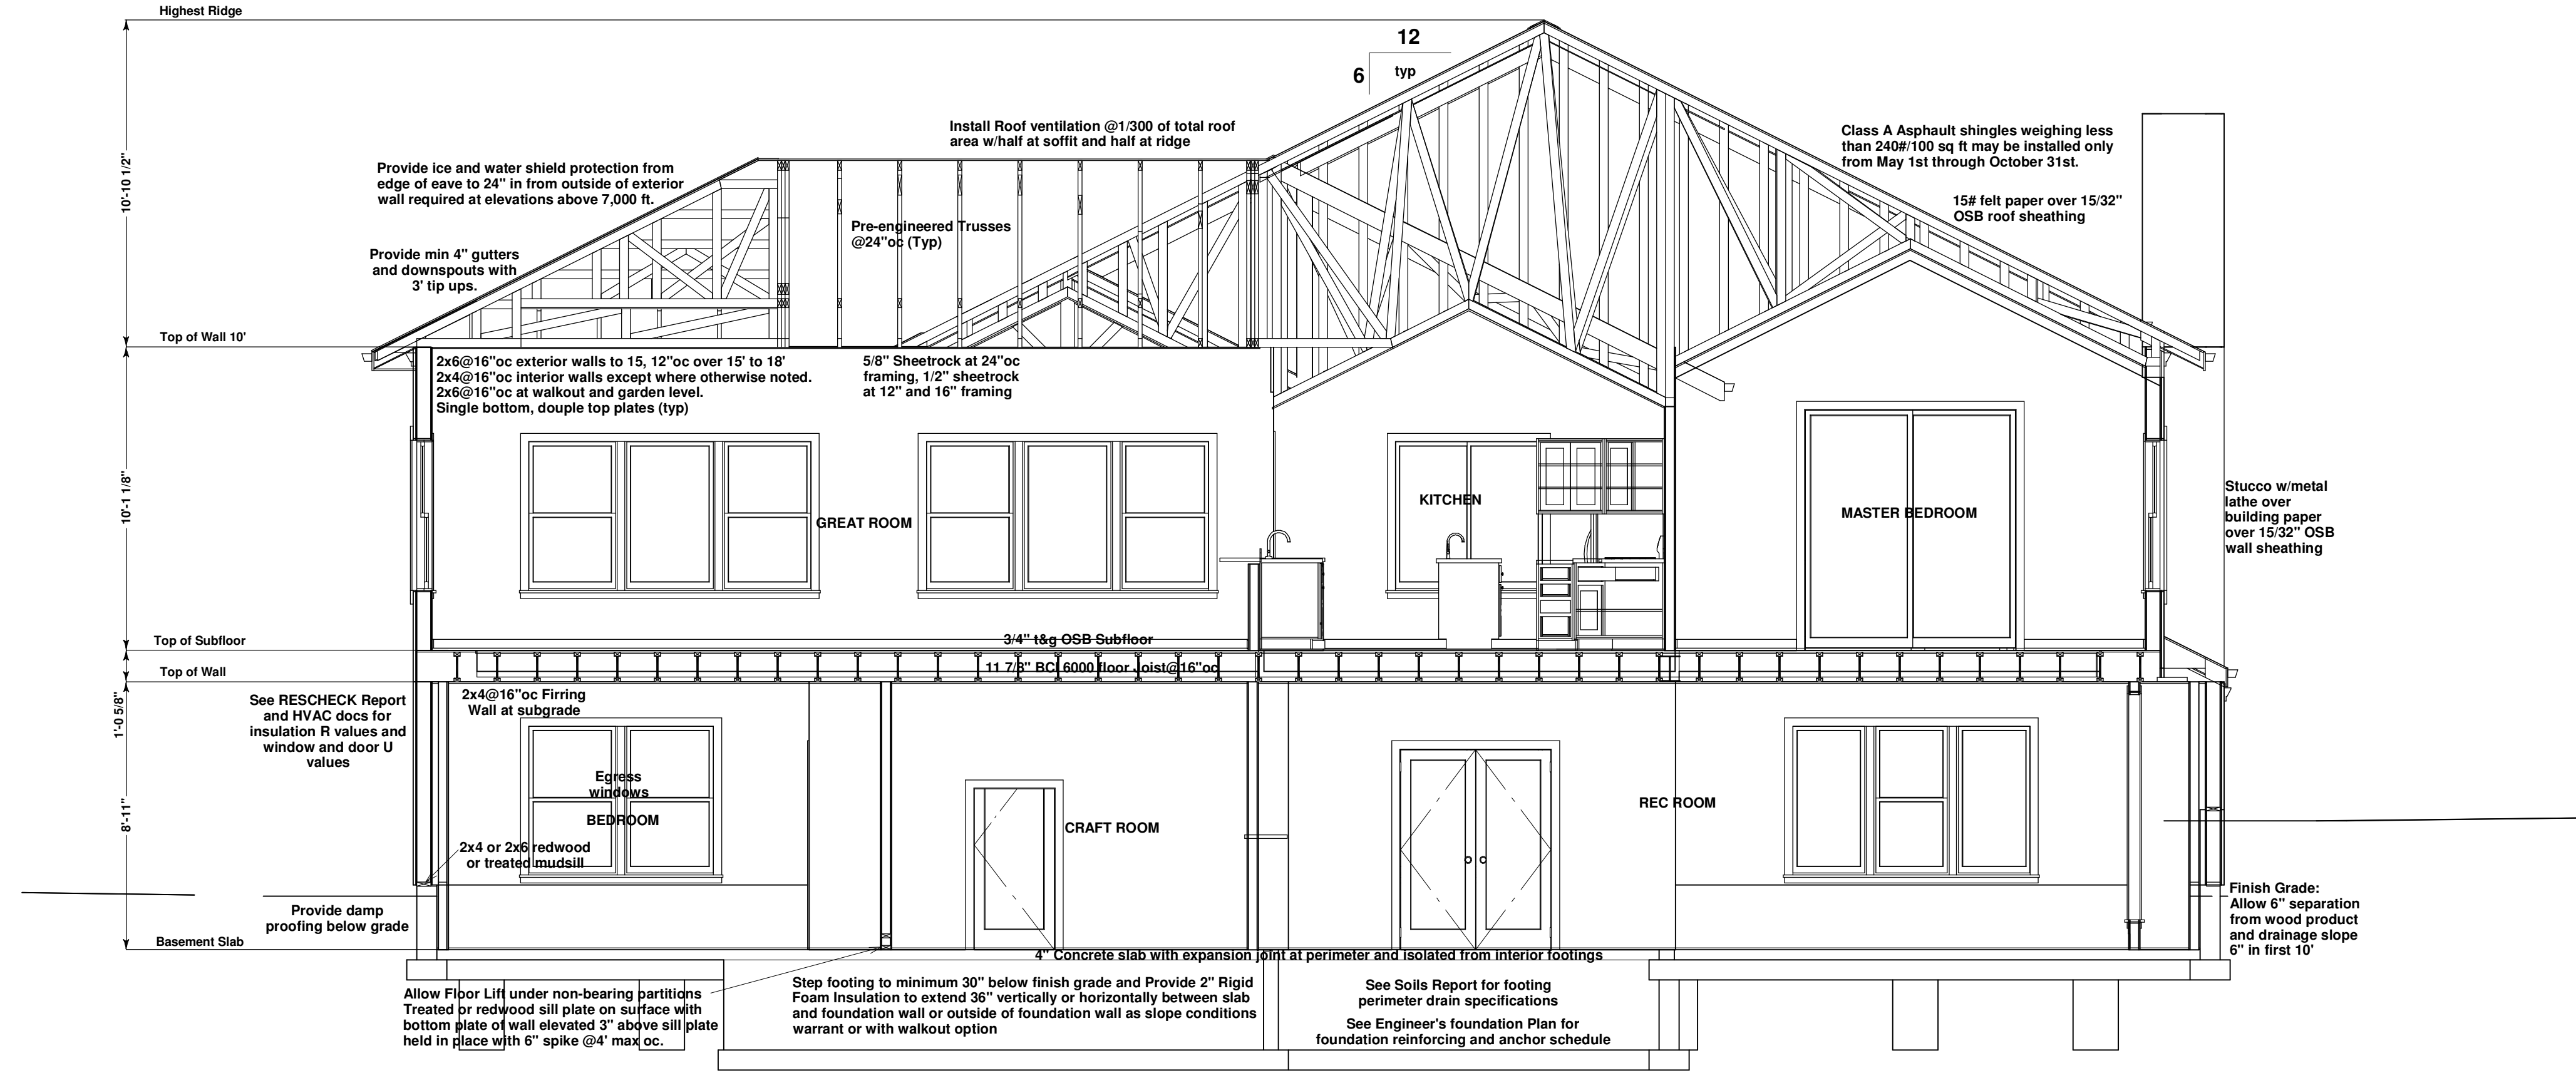 Highest Ridge
12
6
typ
10'-10 1/2"
Install Roof ventilation @1/300 of total roof
area w/half at soffit and half at ridge
Class A Asphault shingles weighing less
than 240#/100 sq ft may be installed only
from May 1st through October 31st.
Provide ice and water shield protection from
edge of eave to 24" in from outside of exterior
wall required at elevations above 7,000 ft.
15# felt paper over 15/32"
OSB roof sheathing
Pre-engineered Trusses
@24"oc (Typ)
Provide min 4" gutters
and downspouts with
3' tip ups.
Top of Wall 10'
2x6@16"oc exterior walls to 15, 12"oc over 15' to 18'
2x4@16"oc interior walls except where otherwise noted.
2x6@16"oc at walkout and garden level.
Single bottom, douple top plates (typ)
5/8" Sheetrock at 24"oc
framing, 1/2" sheetrock
at 12" and 16" framing
10'-1 1/8"
GREAT ROOM
KITCHEN
MASTER BEDROOM
Stucco w/metal
lathe over
building paper
over 15/32" OSB
wall sheathing
Top of Subfloor
3/4" t&g OSB Subfloor
Top of Wall
11 7/8" BCI 6000 floor Joist@16"oc
1'-0 5/8"
See RESCHECK Report
and HVAC docs for
insulation R values and
window and door U
values
2x4@16"oc Firring
Wall at subgrade
Egress
windows
BEDROOM
8'-11"
CRAFT ROOM
REC ROOM
2x4 or 2x6 redwood
or treated mudsill
Provide damp
proofing below grade
Finish Grade:
Allow 6" separation
from wood product
and drainage slope
6" in first 10'
Basement Slab
4" Concrete slab with expansion joint at perimeter and isolated from interior footings
Allow Floor Lift under non-bearing partitions
Treated or redwood sill plate on surface with
bottom plate of wall elevated 3" above sill plate
held in place with 6" spike @4' max oc.
Step footing to minimum 30" below finish grade and Provide 2" Rigid
Foam Insulation to extend 36" vertically or horizontally between slab
and foundation wall or outside of foundation wall as slope conditions
warrant or with walkout option
See Soils Report for footing
perimeter drain specifications
See Engineer's foundation Plan for
foundation reinforcing and anchor schedule